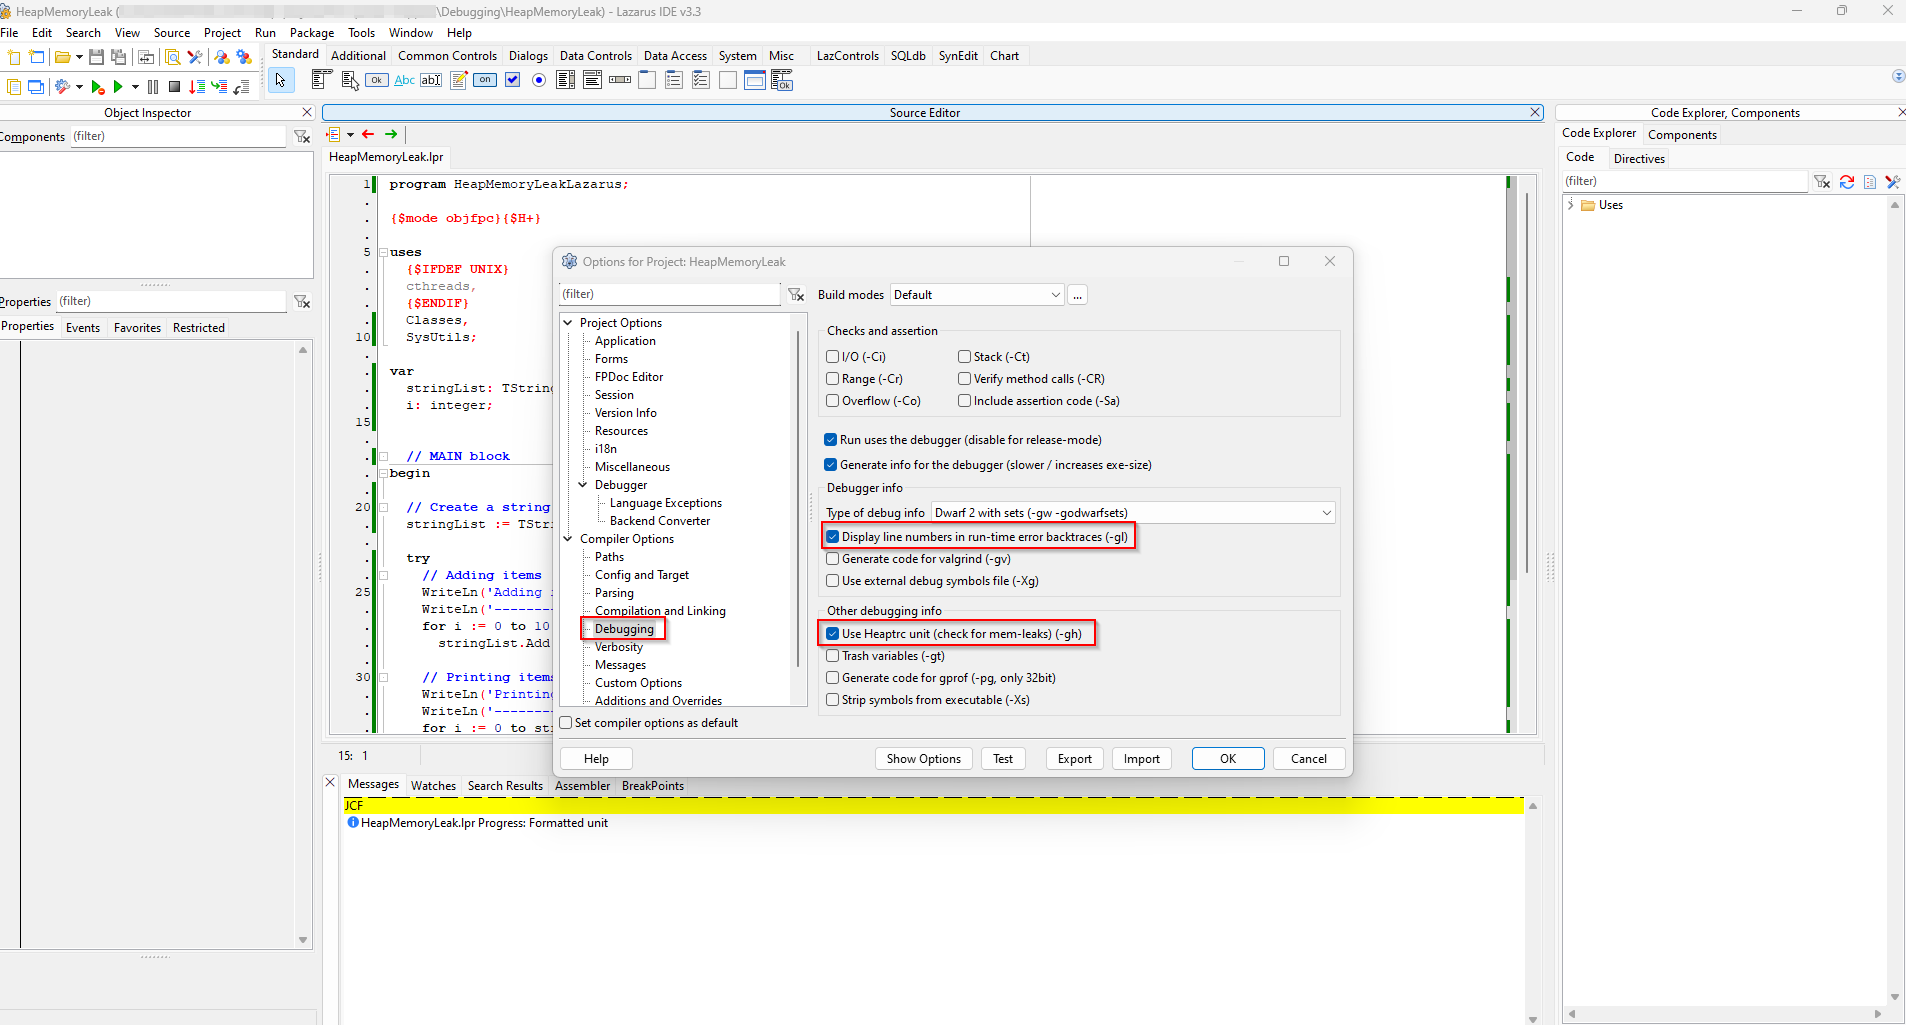 HeapMemoryLeak (
\Debugging\HeapMemoryLeak) - Lazarus IDE v3.3
File Edit Search View Source Project Run Package Tools Window Help
Standard Additional Common Controls Dialogs Data Controls Data Access System Misc LazControls SQLdb SynEdit Chart
Ok Abc ab on Ok
Object Inspector
Components (filter)
Properties (filter)
Properties Events Favorites Restricted
Source Editor
HeapMemoryLeak.lpr
1 program HeapMemoryLeakLazarus;
{$mode objfpc}{$H+}
5 uses
{$IFDEF UNIX}
cthreads,
{$ENDIF}
Classes,
10 SysUtils;
var
stringList: TString
i: integer;
15
// MAIN block
begin
20 // Create a string
stringList := TStri
try
// Adding items
25 WriteLn('Adding i
WriteLn('--------
for i := 0 to 10
stringList.Add
30 // Printing items
WriteLn('Printing
WriteLn('--------
for i := 0 to str
15: 1
Options for Project: HeapMemoryLeak
(filter)
Project Options
Application
Forms
FPDoc Editor
Session
Version Info
Resources
i18n
Miscellaneous
Debugger
Language Exceptions
Backend Converter
Compiler Options
Paths
Config and Target
Parsing
Compilation and Linking
Debugging
Verbosity
Messages
Custom Options
Additions and Overrides
Set compiler options as default
Build modes Default ...
Checks and assertion
I/O (-Ci) Stack (-Ct)
Range (-Cr) Verify method calls (-CR)
Overflow (-Co) Include assertion code (-Sa)
Run uses the debugger (disable for release-mode)
Generate info for the debugger (slower / increases exe-size)
Debugger info
Type of debug info Dwarf 2 with sets (-gw -godwarfsets)
Display line numbers in run-time error backtraces (-gl)
Generate code for valgrind (-gv)
Use external debug symbols file (-Xg)
Other debugging info
Use Heaptrc unit (check for mem-leaks) (-gh)
Trash variables (-gt)
Generate code for gprof (-pg, only 32bit)
Strip symbols from executable (-Xs)
Help Show Options Test Export Import OK Cancel
Messages Watches Search Results Assembler BreakPoints
JCF
HeapMemoryLeak.lpr Progress: Formatted unit
Code Explorer, Components
Code Explorer Components
Code Directives
(filter)
Uses